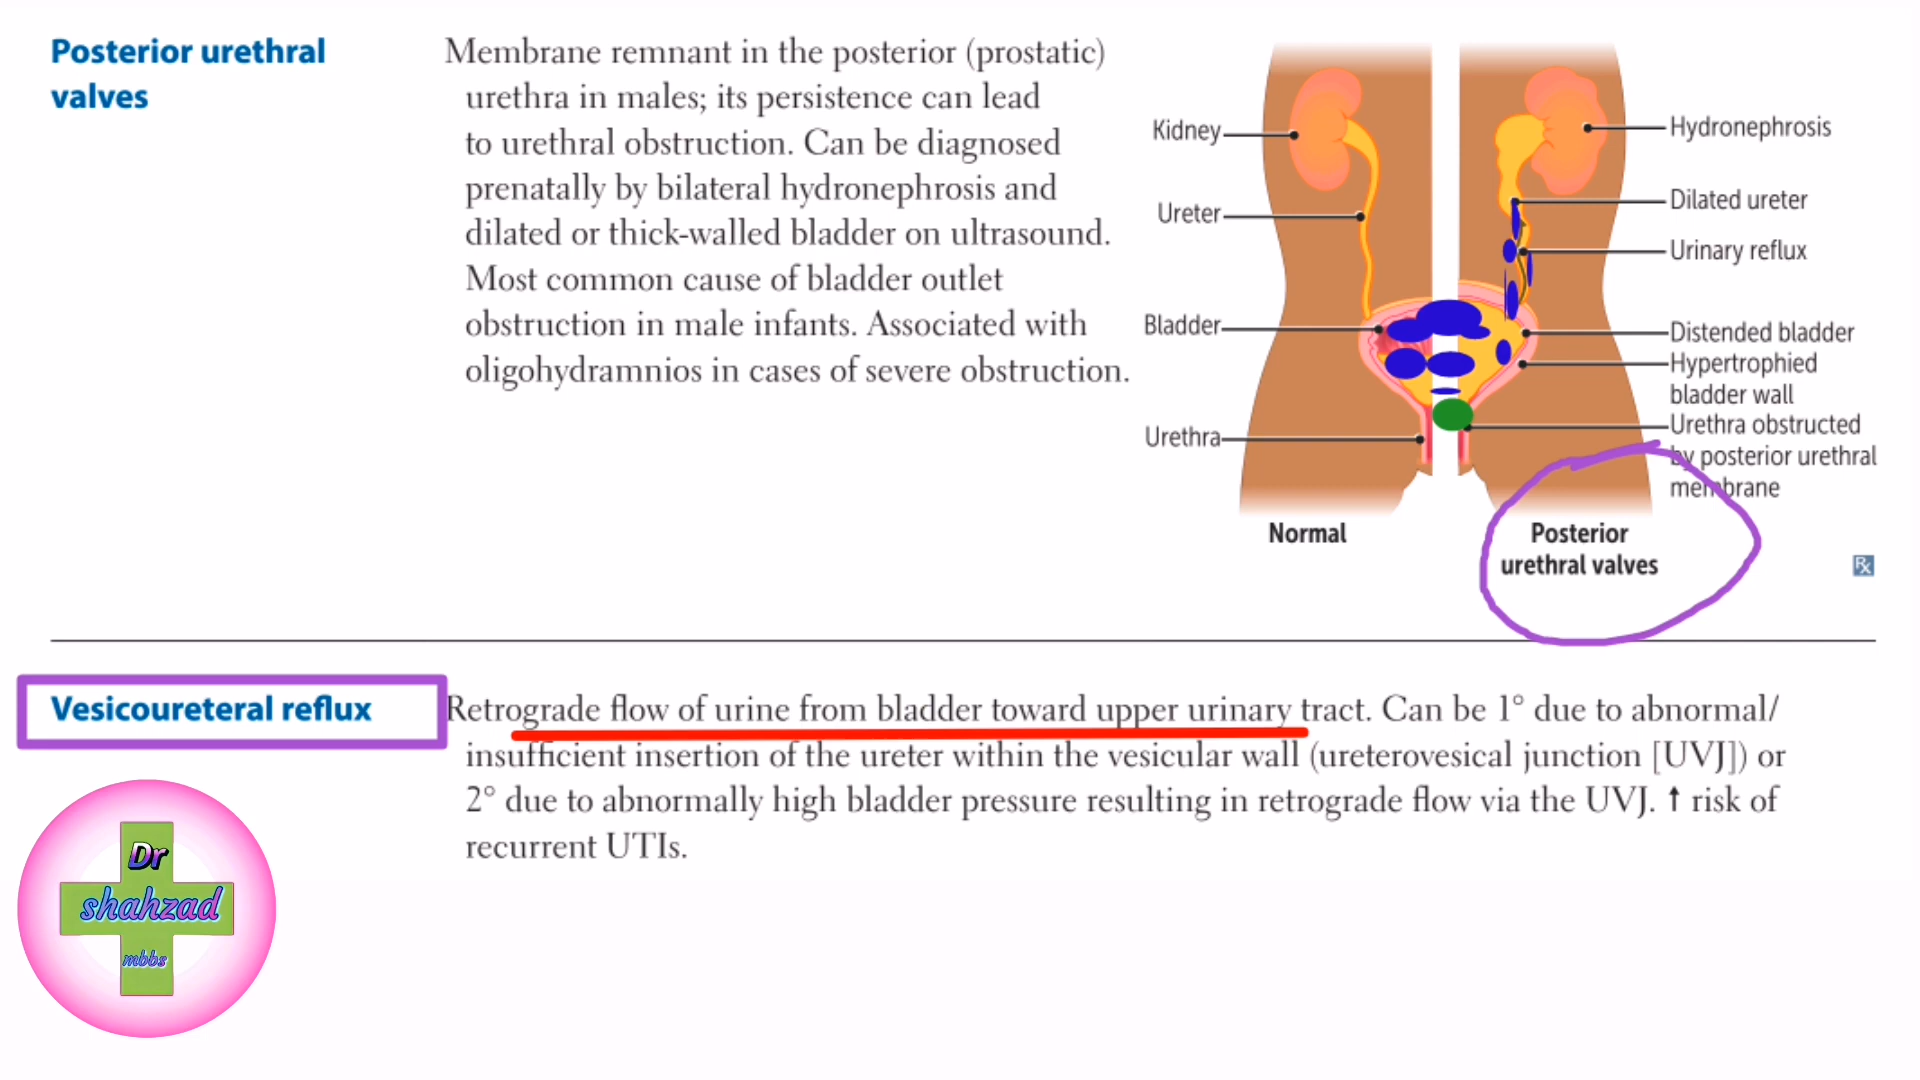 Posterior urethral
valves
Membrane remnant in the posterior (prostatic)
urethra in males; its persistence can lead
to urethral obstruction. Can be diagnosed
prenatally by bilateral hydronephrosis and
dilated or thick-walled bladder on ultrasound.
Most common cause of bladder outlet
obstruction in male infants. Associated with
oligohydramnios in cases of severe obstruction.
Kidney
Ureter
Bladder
Urethra
Hydronephrosis
Dilated ureter
Urinary reflux
Distended bladder
Hypertrophied
bladder wall
Urethra obstructed
by posterior urethral
membrane
Normal
Posterior
urethral valves
Rx
Vesicoureteral reflux
Retrograde flow of urine from bladder toward upper urinary tract. Can be 1° due to abnormal/
insufficient insertion of the ureter within the vesicular wall (ureterovesical junction [UVJ]) or
2° due to abnormally high bladder pressure resulting in retrograde flow via the UVJ. ↑ risk of
recurrent UTIs.
Dr
shahzad
mbbs